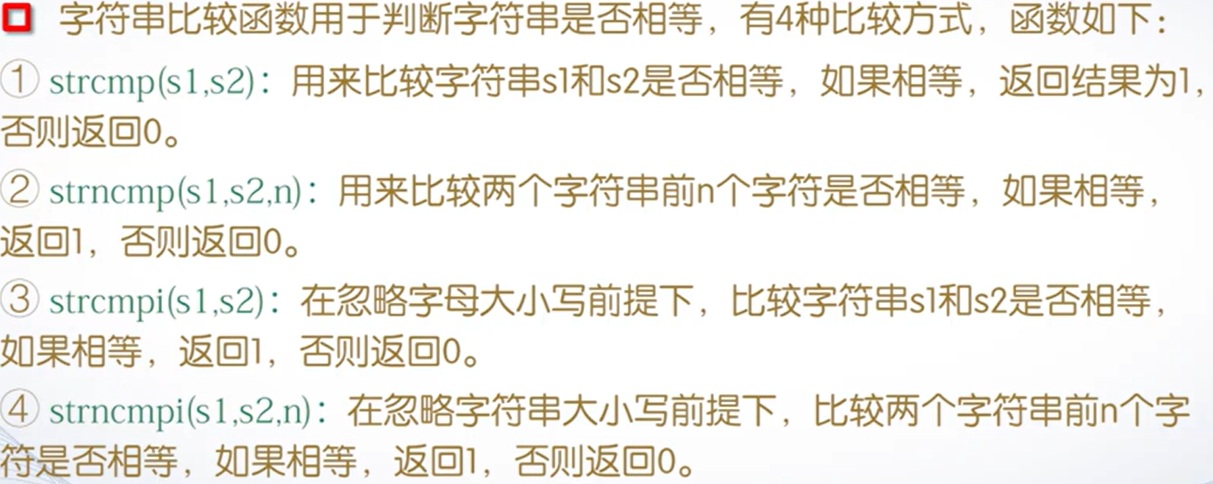 字符串比较函数用于判断字符串是否相等，有4种比较方式，函数如下：
① strcmp(s1,s2)：用来比较字符串s1和s2是否相等，如果相等，返回结果为1，
否则返回0。
② strncmp(s1,s2,n)：用来比较两个字符串前n个字符是否相等，如果相等，
返回1，否则返回0。
③ strcmpi(s1,s2)：在忽略字母大小写前提下，比较字符串s1和s2是否相等，
如果相等，返回1，否则返回0。
④ strncmpi(s1,s2,n)：在忽略字符串大小写前提下，比较两个字符串前n个字
符是否相等，如果相等，返回1，否则返回0。